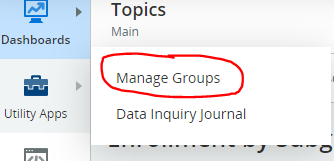 Topics
Dashboards
Main
Manage Groups
Utility Apps
Data Inquiry Journal